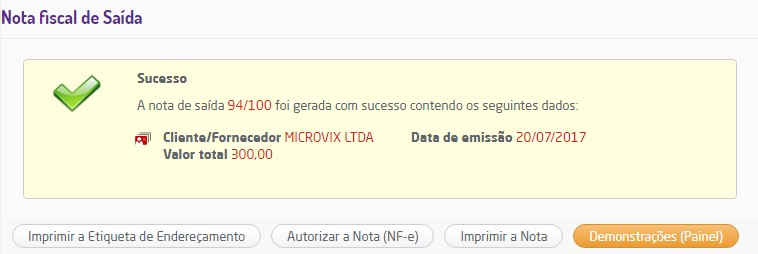 Nota fiscal de Saída
Sucesso
A nota de saída 94/100 foi gerada com sucesso contendo os seguintes dados:
Cliente/Fornecedor MICROVIX LTDA Data de emissão 20/07/2017
Valor total 300,00
Imprimir a Etiqueta de Endereçamento Autorizar a Nota (NF-e) Imprimir a Nota Demonstrações (Painel)